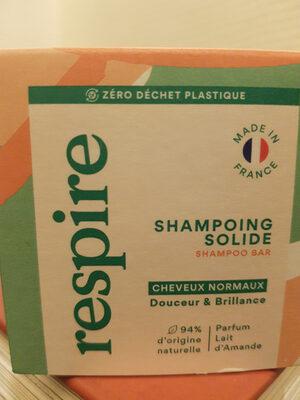 ZÉRO DÉCHET PLASTIQUE
MADE IN
FRANCE
respire
SHAMPOING
SOLIDE
SHAMPOO BAR
CHEVEUX NORMAUX
Douceur & Brillance
94%
d'origine
naturelle
Parfum
Lait
d'Amande